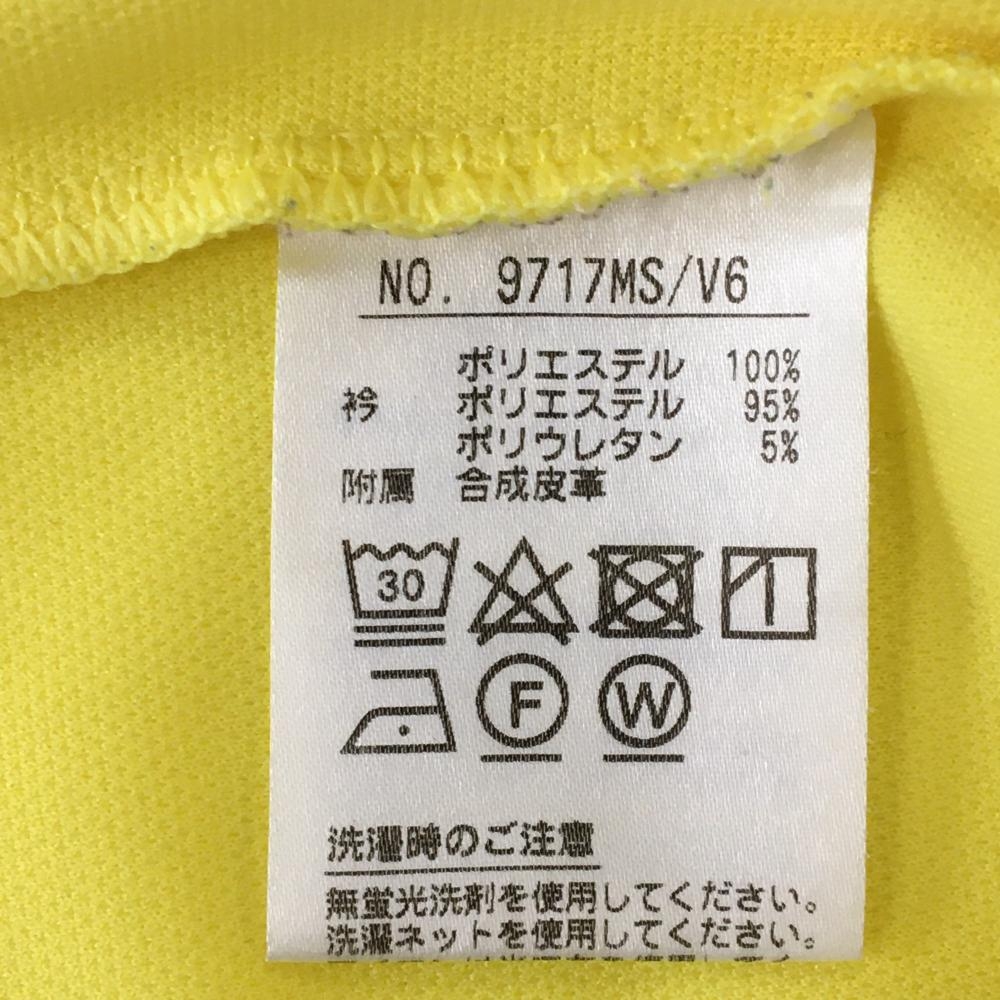 NO. 9717MS/V6
ポリエステル 100%
衿 ポリエステル 95%
ポリウレタン 5%
附属 合成皮革
30
F W
洗濯時のご注意
無蛍光洗剤を使用してください。
洗濯ネットを使用してください。